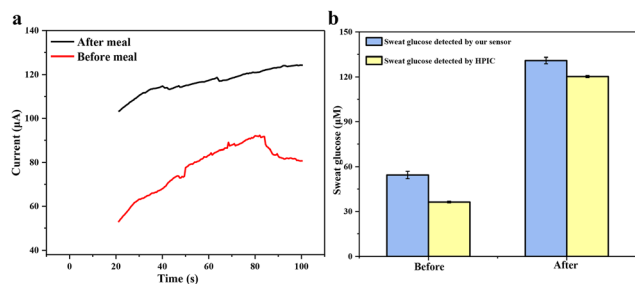 a
After meal
Before meal
140
120
100
80
60
40
0
20
40
60
80
100
Current (μA)
Time (s)
b
Sweat glucose detected by our sensor
Sweat glucose detected by HPIC
150
120
90
60
30
0
Before
After
Sweat glucose (μM)